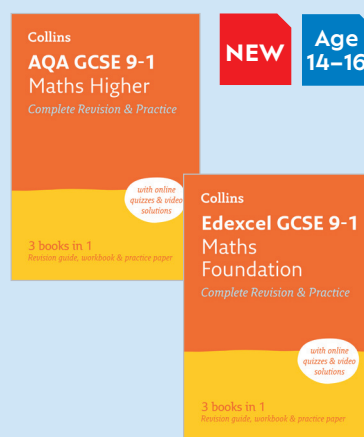 Collins
AQA GCSE 9-1
Maths Higher
Complete Revision & Practice
with online
quizzes & video
solutions
3 books in 1
Revision guide, workbook & practice paper
NEW
Age
14–16
Collins
Edexcel GCSE 9-1
Maths
Foundation
Complete Revision & Practice
with online
quizzes & video
solutions
3 books in 1
Revision guide, workbook & practice paper